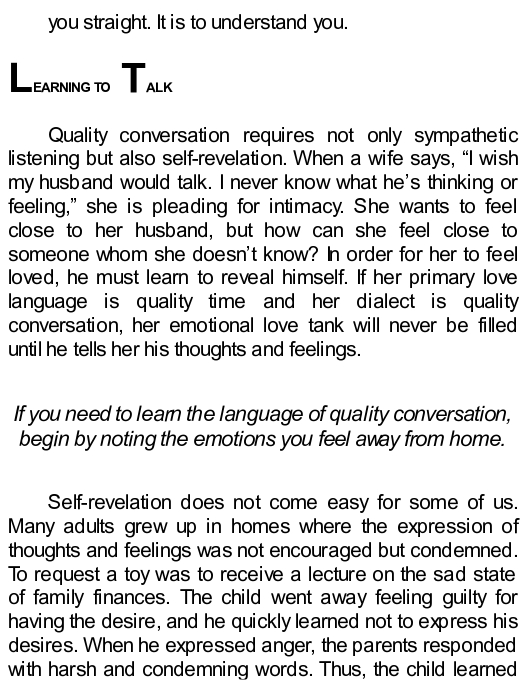 you straight. It is to understand you.
LEARNING TO TALK
Quality conversation requires not only sympathetic
listening but also self-revelation. When a wife says, “I wish
my husband would talk. I never know what he’s thinking or
feeling,” she is pleading for intimacy. She wants to feel
close to her husband, but how can she feel close to
someone whom she doesn’t know? In order for her to feel
loved, he must learn to reveal himself. If her primary love
language is quality time and her dialect is quality
conversation, her emotional love tank will never be filled
until he tells her his thoughts and feelings.
If you need to learn the language of quality conversation,
begin by noting the emotions you feel away from home.
Self-revelation does not come easy for some of us.
Many adults grew up in homes where the expression of
thoughts and feelings was not encouraged but condemned.
To request a toy was to receive a lecture on the sad state
of family finances. The child went away feeling guilty for
having the desire, and he quickly learned not to express his
desires. When he expressed anger, the parents responded
with harsh and condemning words. Thus, the child learned